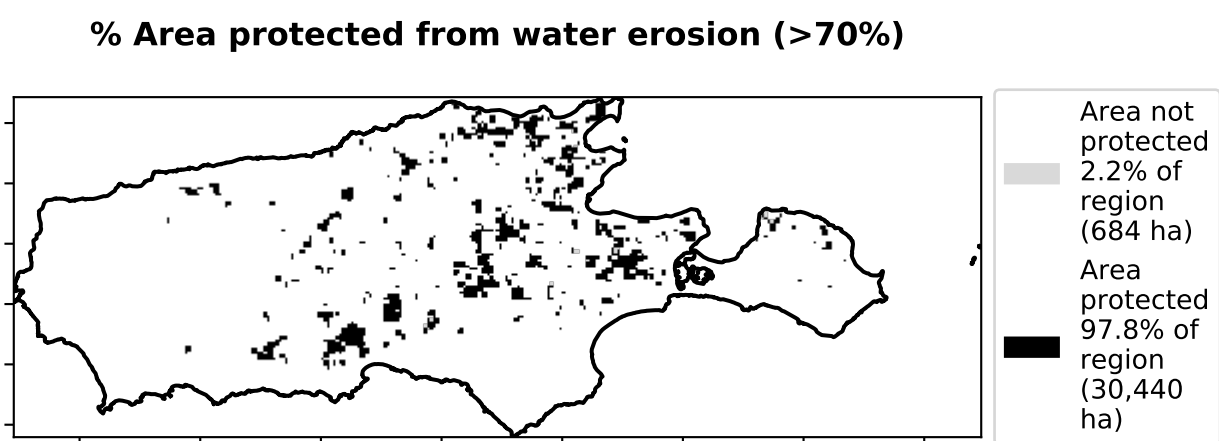 % Area protected from water erosion (>70%)
Area not
protected
2.2% of
region
(684 ha)
Area
protected
97.8% of
region
(30,440
ha)